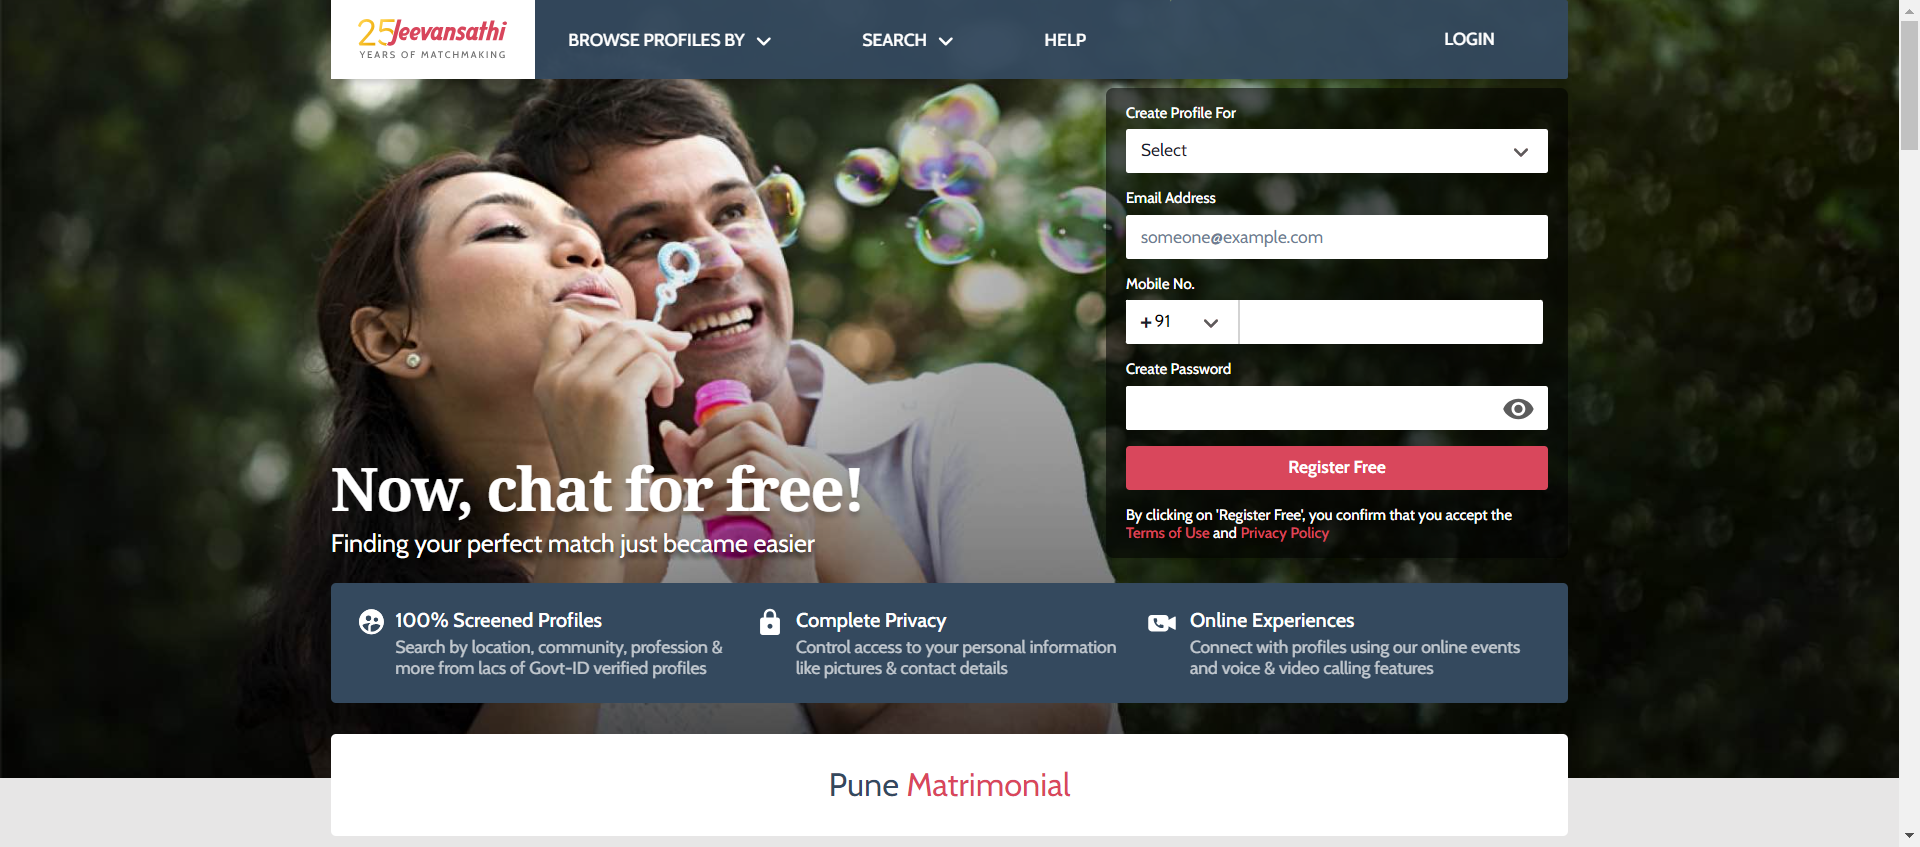 25 Jeevansathi
YEARS OF MATCHMAKING
BROWSE PROFILES BY
SEARCH
HELP
LOGIN
Create Profile For
Select
Email Address
someone@example.com
Mobile No.
+91
Create Password
Register Free
By clicking on 'Register Free', you confirm that you accept the
Terms of Use and Privacy Policy
Now, chat for free!
Finding your perfect match just became easier
100% Screened Profiles
Search by location, community, profession &
more from lacs of Govt-ID verified profiles
Complete Privacy
Control access to your personal information
like pictures & contact details
Online Experiences
Connect with profiles using our online events
and voice & video calling features
Pune Matrimonial